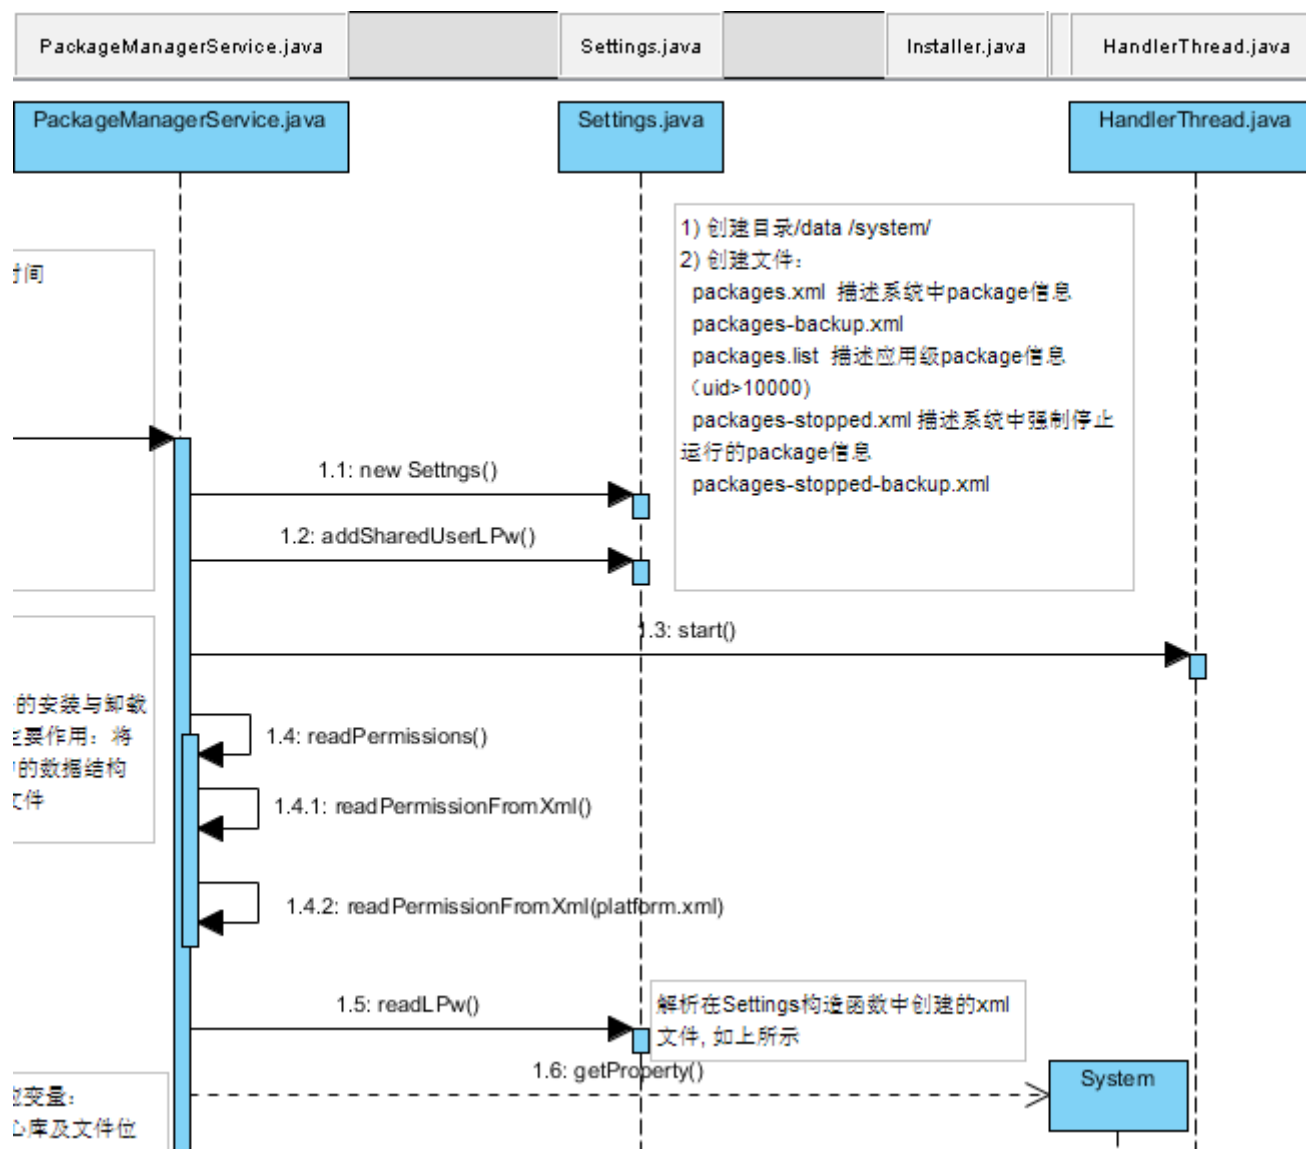 PackageManagerService.java
Settings.java
Installer.java
HandlerThread.java
PackageManagerService.java
Settings.java
HandlerThread.java
1) 创建目录/data /system/
2) 创建文件：
packages.xml 描述系统中package信息
packages-backup.xml
packages.list 描述应用级package信息
（uid>10000)
packages-stopped.xml 描述系统中强制停止
运行的package信息
packages-stopped-backup.xml
时间
1.1: new Settngs()
1.2: addSharedUserLPw()
1.3: start()
的安装与卸载
主要作用：将
中的数据结构
文件
1.4: readPermissions()
1.4.1: readPermissionFromXml()
1.4.2: readPermissionFromXml(platform.xml)
1.5: readLPw()
解析在Settings构造函数中创建的xml
文件, 如上所示
1.6: getProperty()
System
变量：
心库及文件位